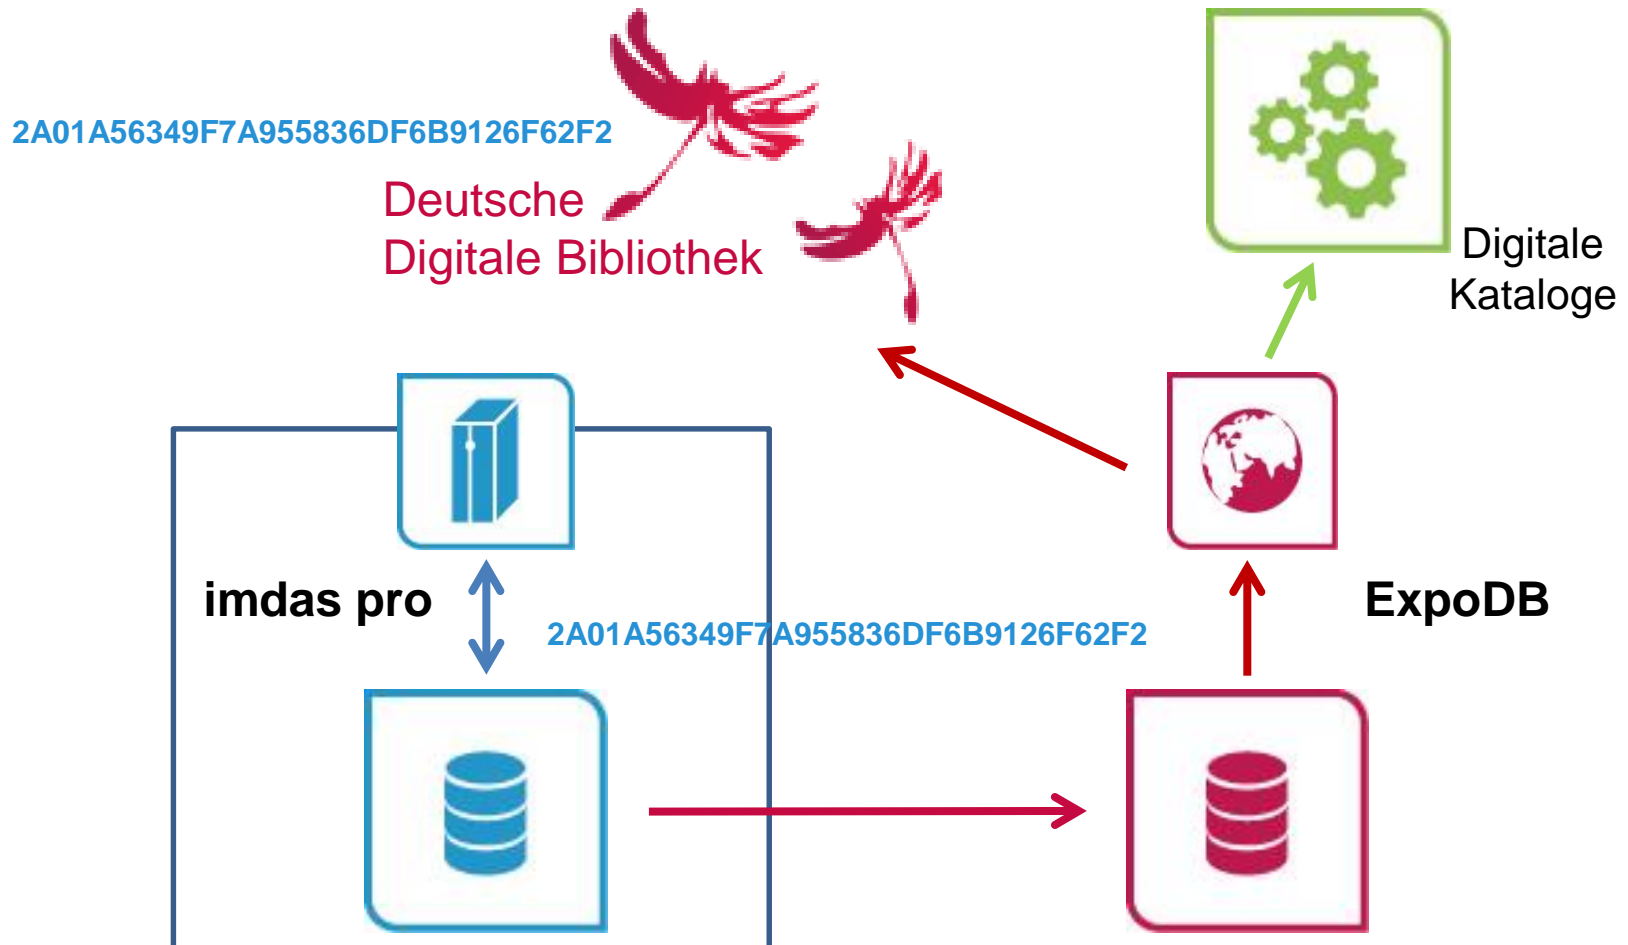 2A01A56349F7A955836DF6B9126F62F2
Deutsche
Digitale Bibliothek
Digitale
Kataloge
imdas pro
ExpoDB
2A01A56349F7A955836DF6B9126F62F2